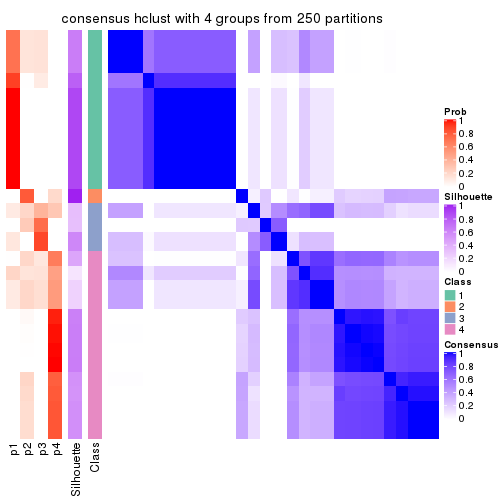 consensus hclust with 4 groups from 250 partitions
Prob
1
0.8
0.6
0.4
0.2
0
Silhouette
1
0.8
0.6
0.4
0.2
0
Class
1
2
3
4
Consensus
1
0.8
0.6
0.4
0.2
0
p1
p2
p3
p4
Silhouette
Class